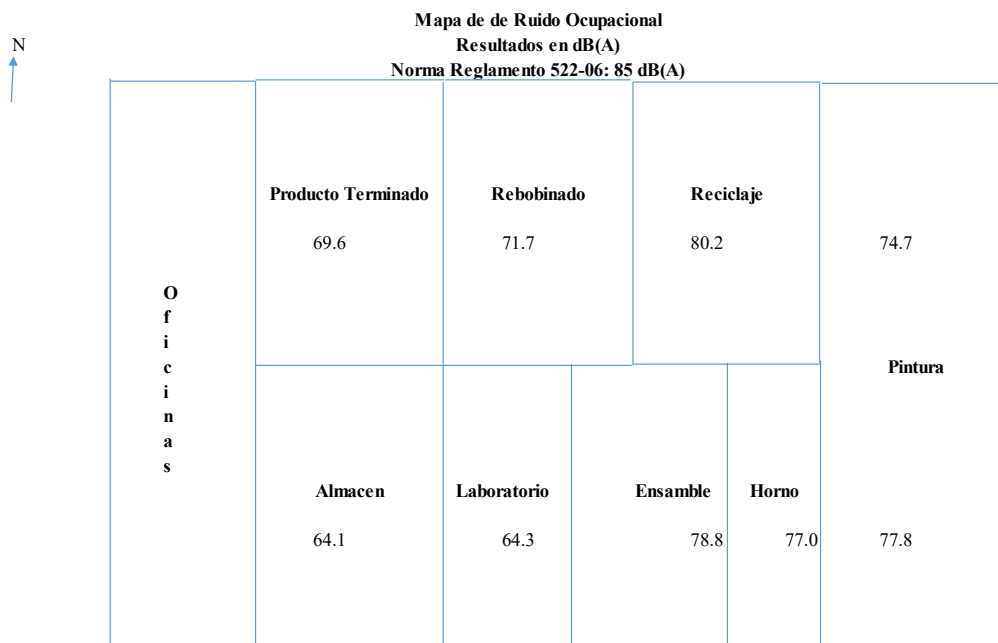 Mapa de de Ruido Ocupacional
Resultados en dB(A)
Norma Reglamento 522-06: 85 dB(A)
N
Producto Terminado
69.6
Rebobinado
71.7
Reciclaje
80.2
74.7
O
f
i
c
i
n
a
s
Pintura
Almacen
64.1
Laboratorio
64.3
Ensamble
78.8
Horno
77.0
77.8